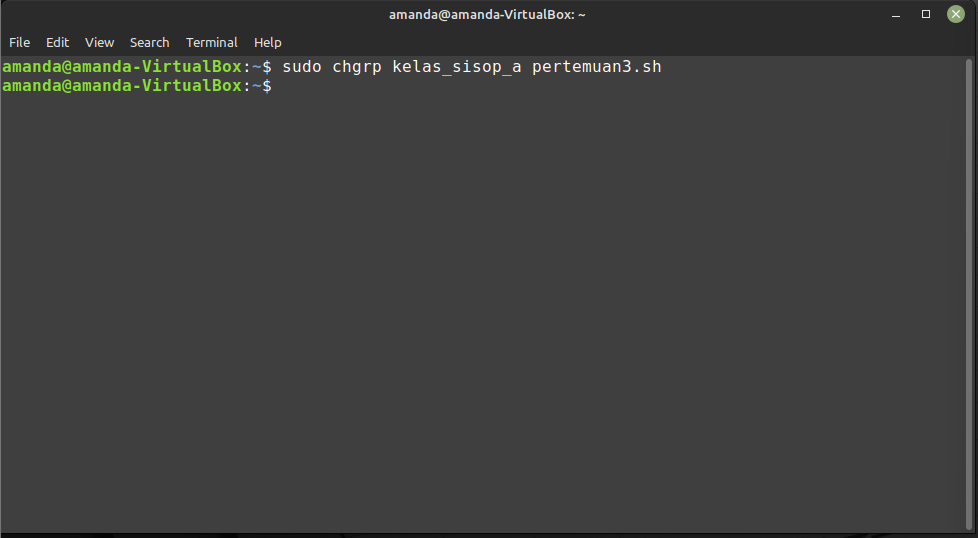 amanda@amanda-VirtualBox: ~
File Edit View Search Terminal Help
amanda@amanda-VirtualBox:~$ sudo chgrp kelas_sisop_a pertemuan3.sh
amanda@amanda-VirtualBox:~$